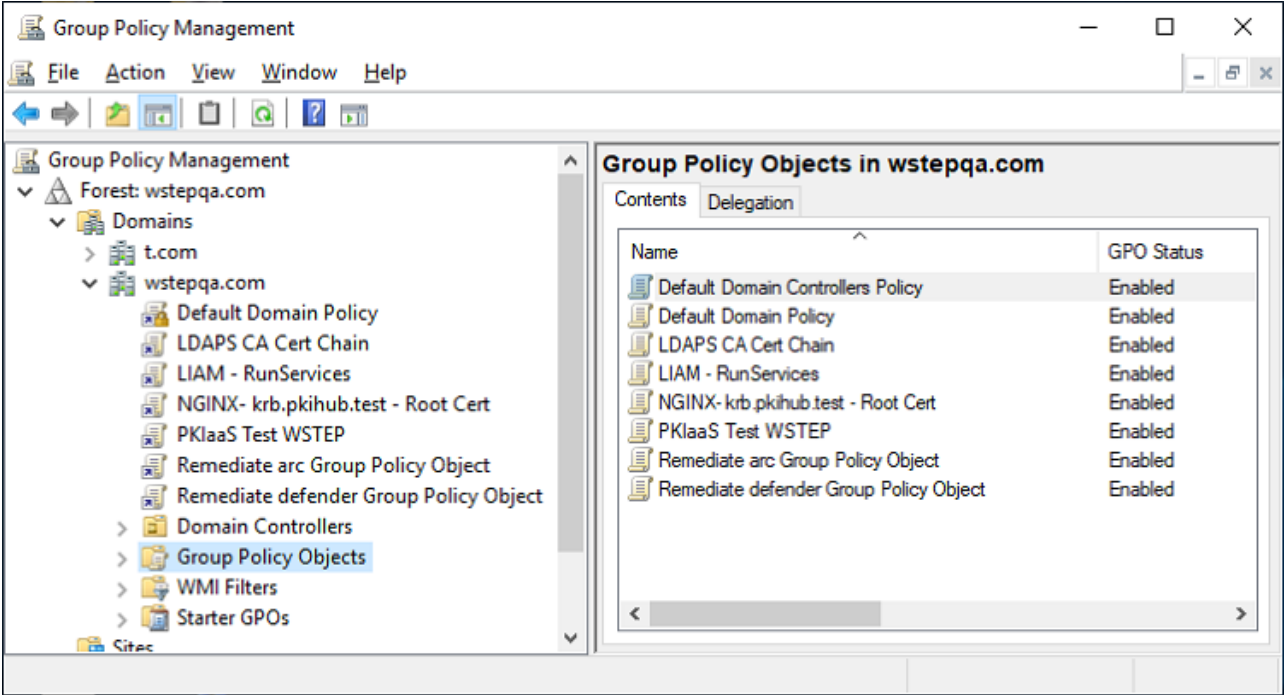 Group Policy Management
File Action View Window Help
Group Policy Management
Forest: wstepqa.com
Domains
t.com
wstepqa.com
Default Domain Policy
LDAPS CA Cert Chain
LIAM - RunServices
NGINX- krb.pkihub.test - Root Cert
PKIaaS Test WSTEP
Remediate arc Group Policy Object
Remediate defender Group Policy Object
Domain Controllers
Group Policy Objects
WMI Filters
Starter GPOs
Sites
Group Policy Objects in wstepqa.com
Contents Delegation
Name GPO Status
Default Domain Controllers Policy Enabled
Default Domain Policy Enabled
LDAPS CA Cert Chain Enabled
LIAM - RunServices Enabled
NGINX- krb.pkihub.test - Root Cert Enabled
PKIaaS Test WSTEP Enabled
Remediate arc Group Policy Object Enabled
Remediate defender Group Policy Object Enabled